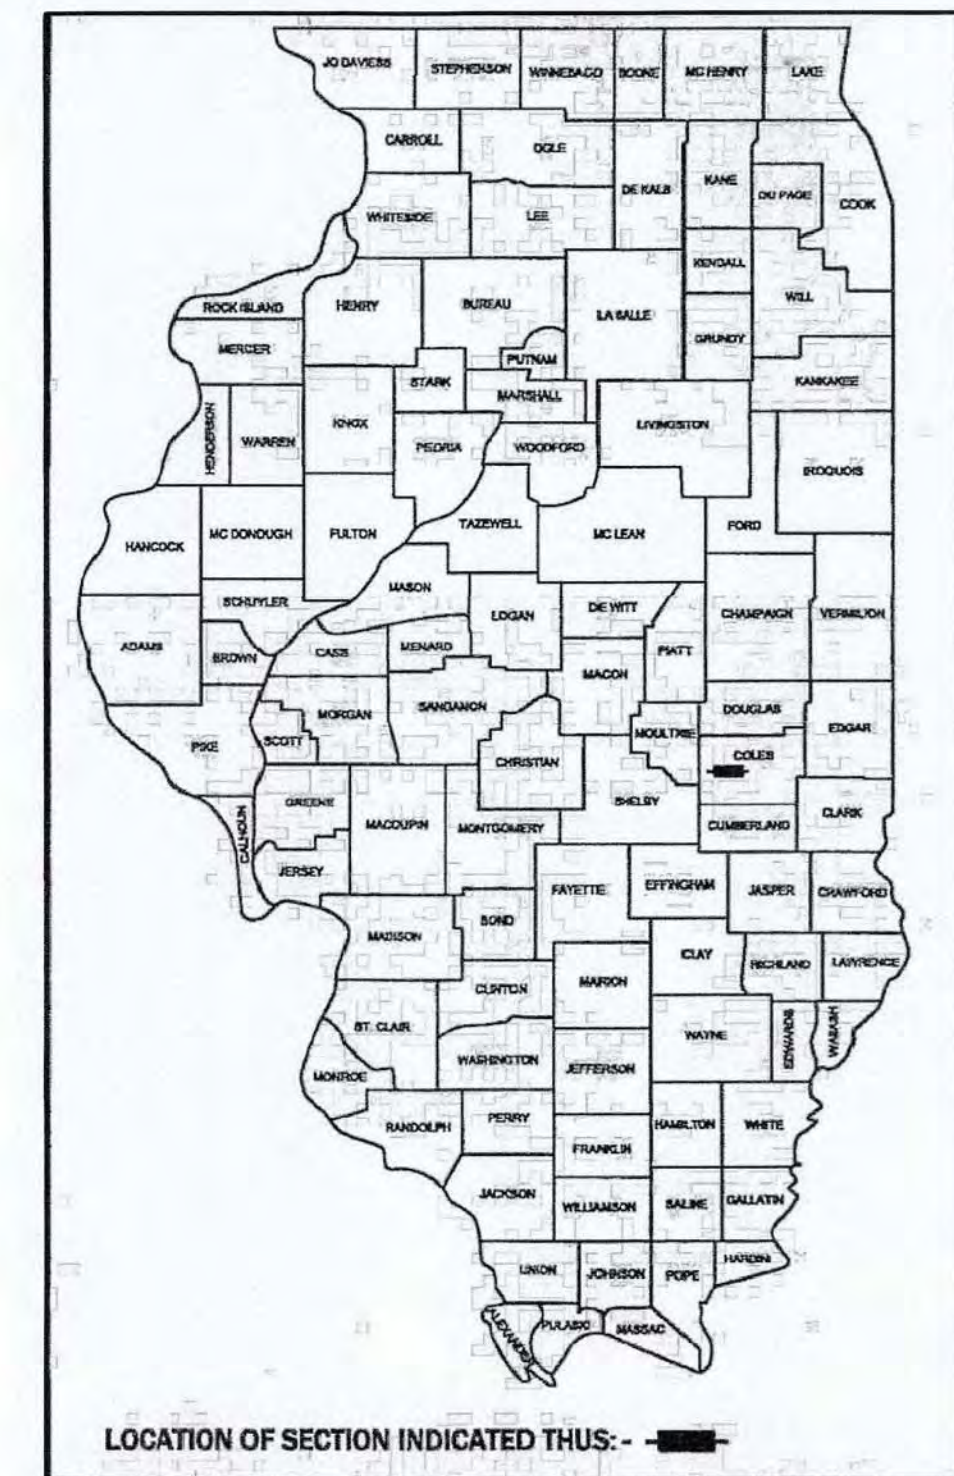 JO DAVIESS STEPHENSON WINNEBAGO BOONE MC HENRY LAKE
CARROLL OGLE DE KALB KANE DU PAGE COOK
WHITESIDE LEE
KENDALL
ROCK ISLAND HENRY BUREAU LA SALLE WILL
MERCER PUTNAM GRUNDY
STARK MARSHALL KANKAKEE
HENDERSON WARREN KNOX PEORIA WOODFORD LIVINGSTON
IROQUOIS
HANCOCK MC DONOUGH FULTON TAZEWELL MC LEAN FORD
MASON
SCHUYLER LOGAN DE WITT CHAMPAIGN VERMILION
ADAMS BROWN CASS MENARD PIATT
MACON
PIKE SCOTT MORGAN SANGAMON DOUGLAS
MOULTRIE EDGAR
CHRISTIAN COLES
CALHOUN GREENE SHELBY
MACOUPIN MONTGOMERY CUMBERLAND CLARK
JERSEY
FAYETTE EFFINGHAM JASPER CRAWFORD
MADISON BOND
CLAY RICHLAND LAWRENCE
CLINTON MARION
ST. CLAIR WAYNE EDWARDS WABASH
MONROE WASHINGTON JEFFERSON
RANDOLPH PERRY HAMILTON WHITE
FRANKLIN
JACKSON WILLIAMSON SALINE GALLATIN
UNION JOHNSON POPE HARDIN
ALEXANDER PULASKI MASSAC
LOCATION OF SECTION INDICATED THUS: -